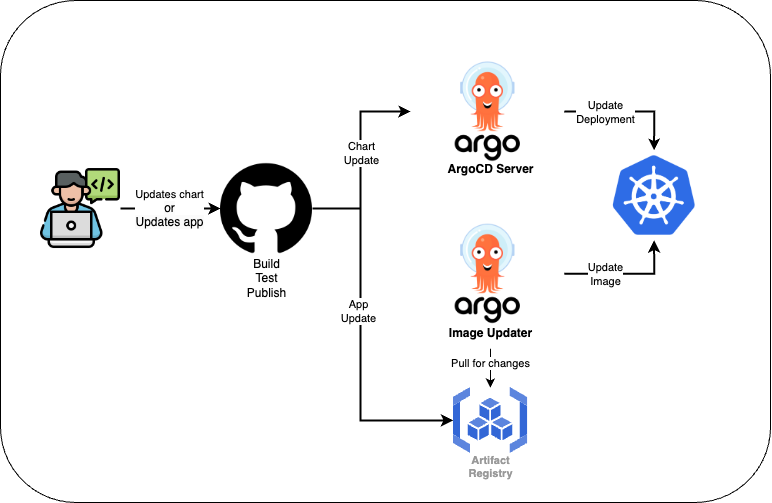 Updates chart
or
Updates app
</>
Build
Test
Publish
Chart
Update
App
Update
argo
ArgoCD Server
Update
Deployment
argo
Image Updater
Update
Image
Pull for changes
Artifact
Registry